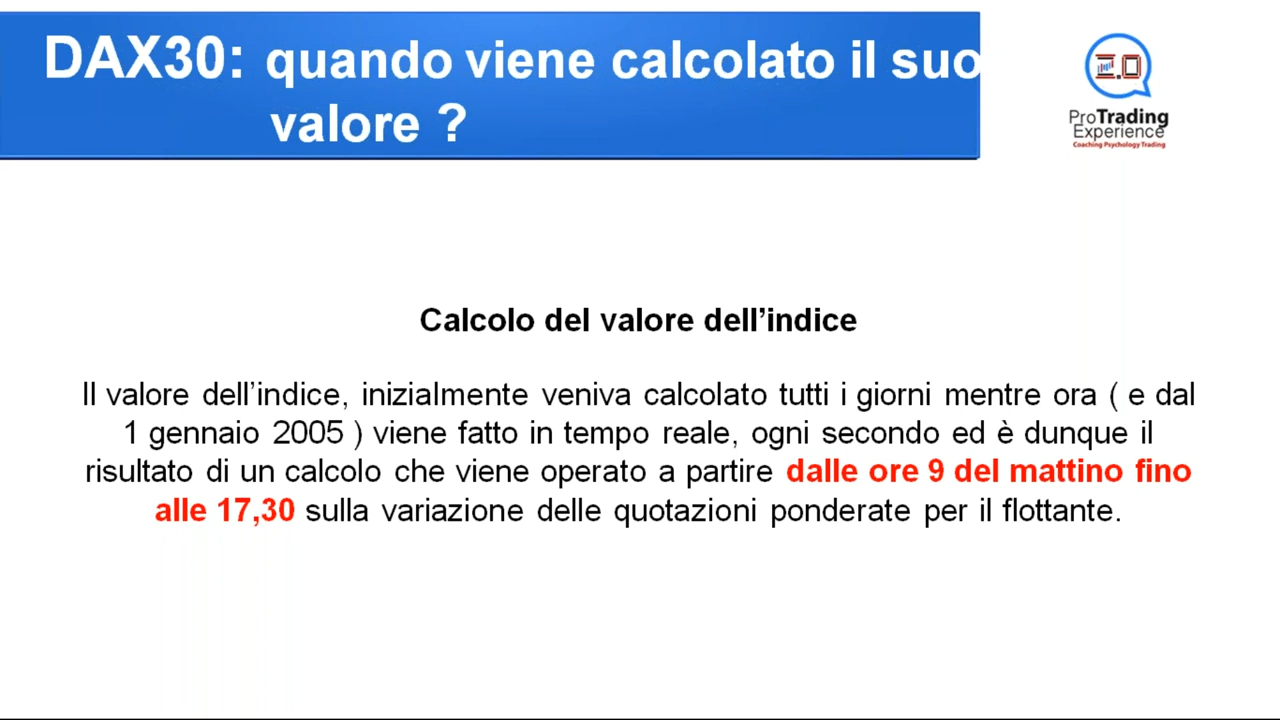 DAX30: quando viene calcolato il suo
valore ?
ProTrading
Experience
Coaching Psychology Trading
Calcolo del valore dell’indice
Il valore dell’indice, inizialmente veniva calcolato tutti i giorni mentre ora ( e dal
1 gennaio 2005 ) viene fatto in tempo reale, ogni secondo ed è dunque il
risultato di un calcolo che viene operato a partire dalle ore 9 del mattino fino
alle 17,30 sulla variazione delle quotazioni ponderate per il flottante.